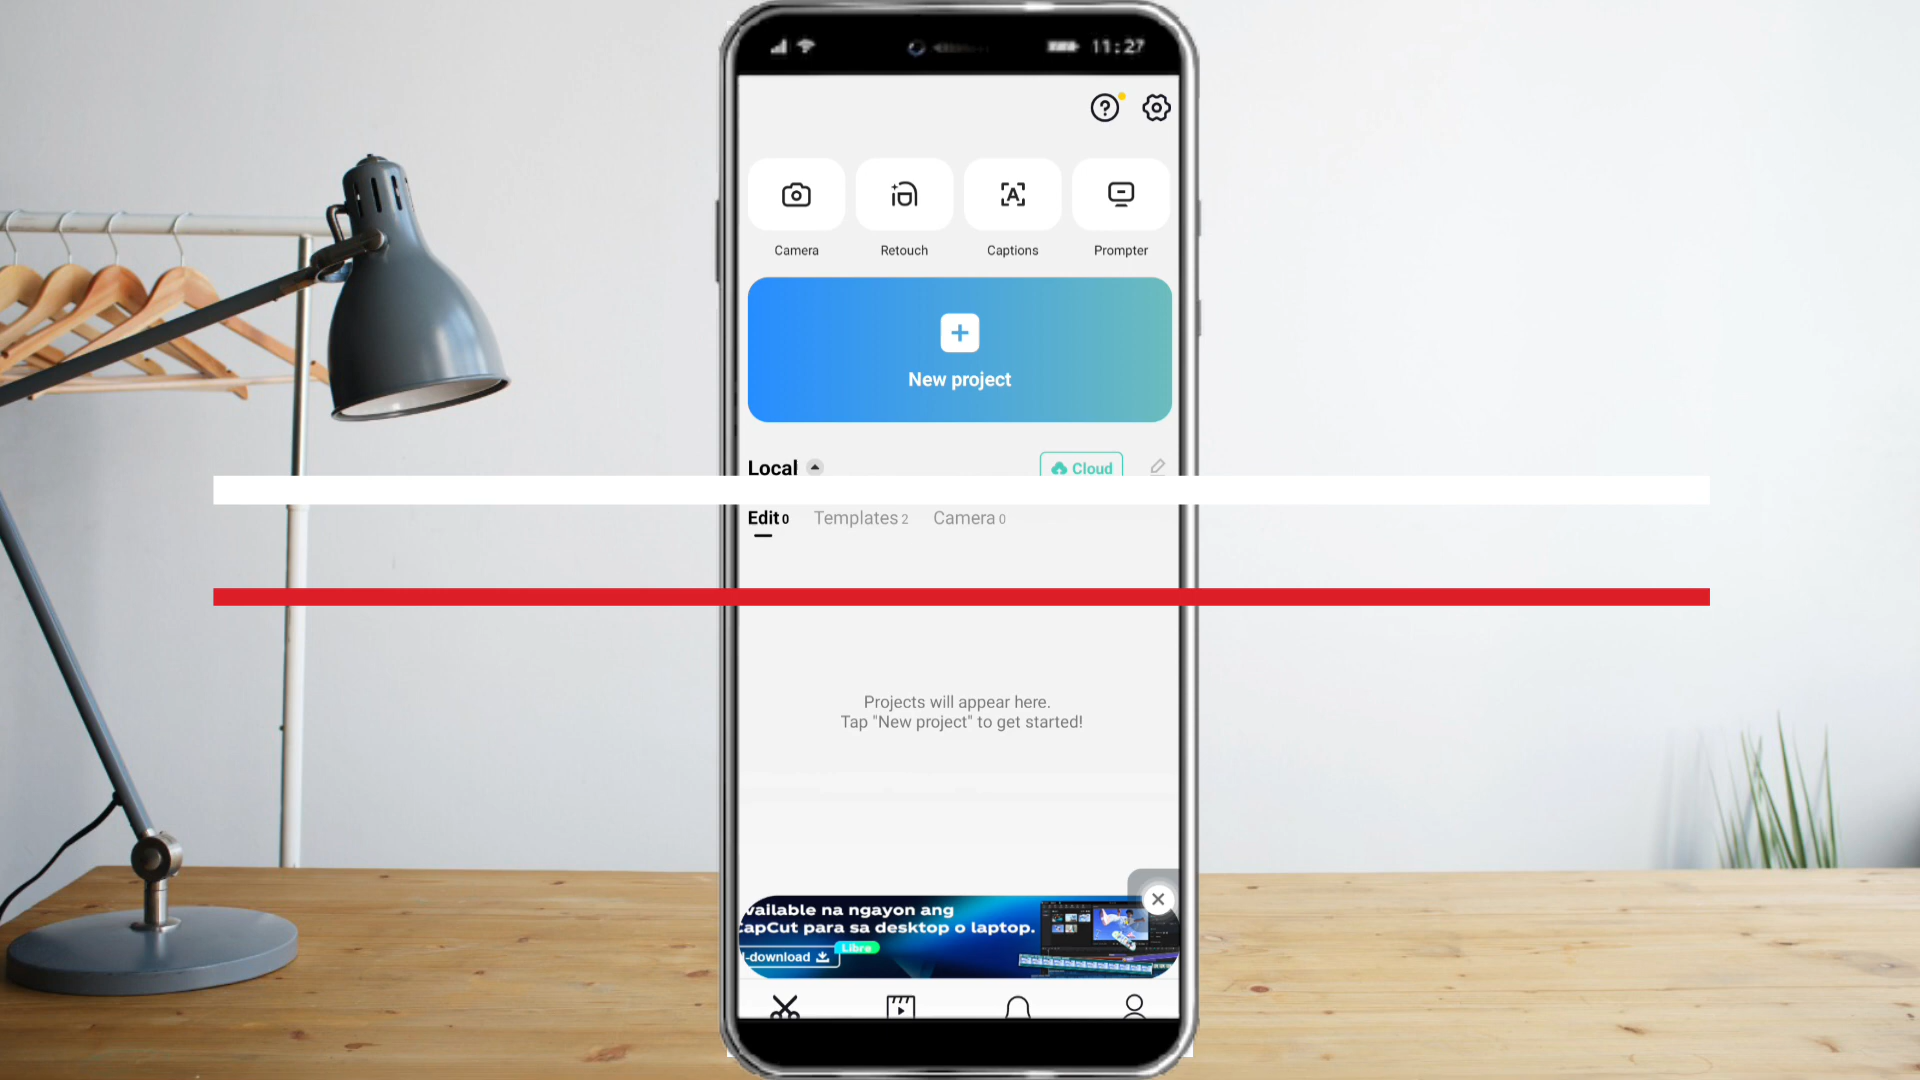 11:27
Camera
Retouch
Captions
Prompter
New project
Local
Cloud
Edit 0
Templates 2
Camera 0
Projects will appear here.
Tap "New project" to get started!
vailable na ngayon ang
apCut para sa desktop o laptop.
Libre
-download